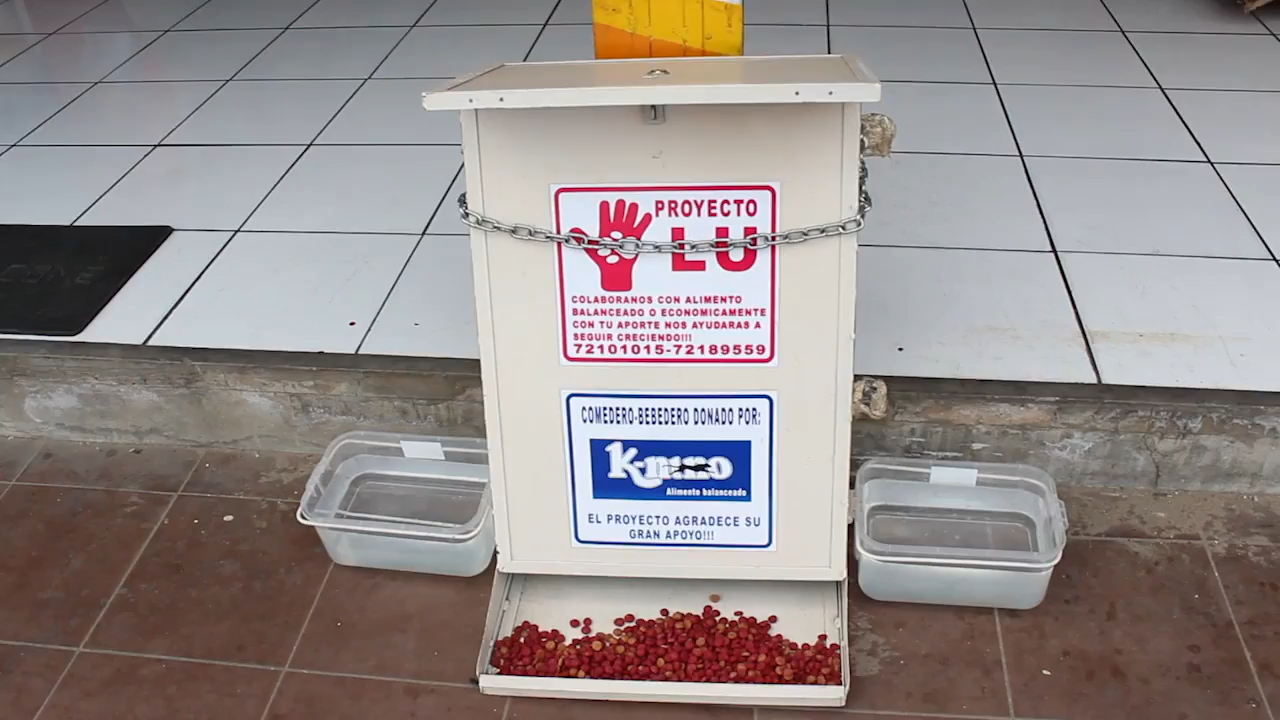 PROYECTO
LU
COLABORANOS CON ALIMENTO
BALANCEADO O ECONOMICAMENTE
CON TU APORTE NOS AYUDARAS A
SEGUIR CRECIENDO!!!
72101015-72189559
COMEDERO-BEBEDERO DONADO POR:
Alimento balanceado
EL PROYECTO AGRADECE SU
GRAN APOYO!!!